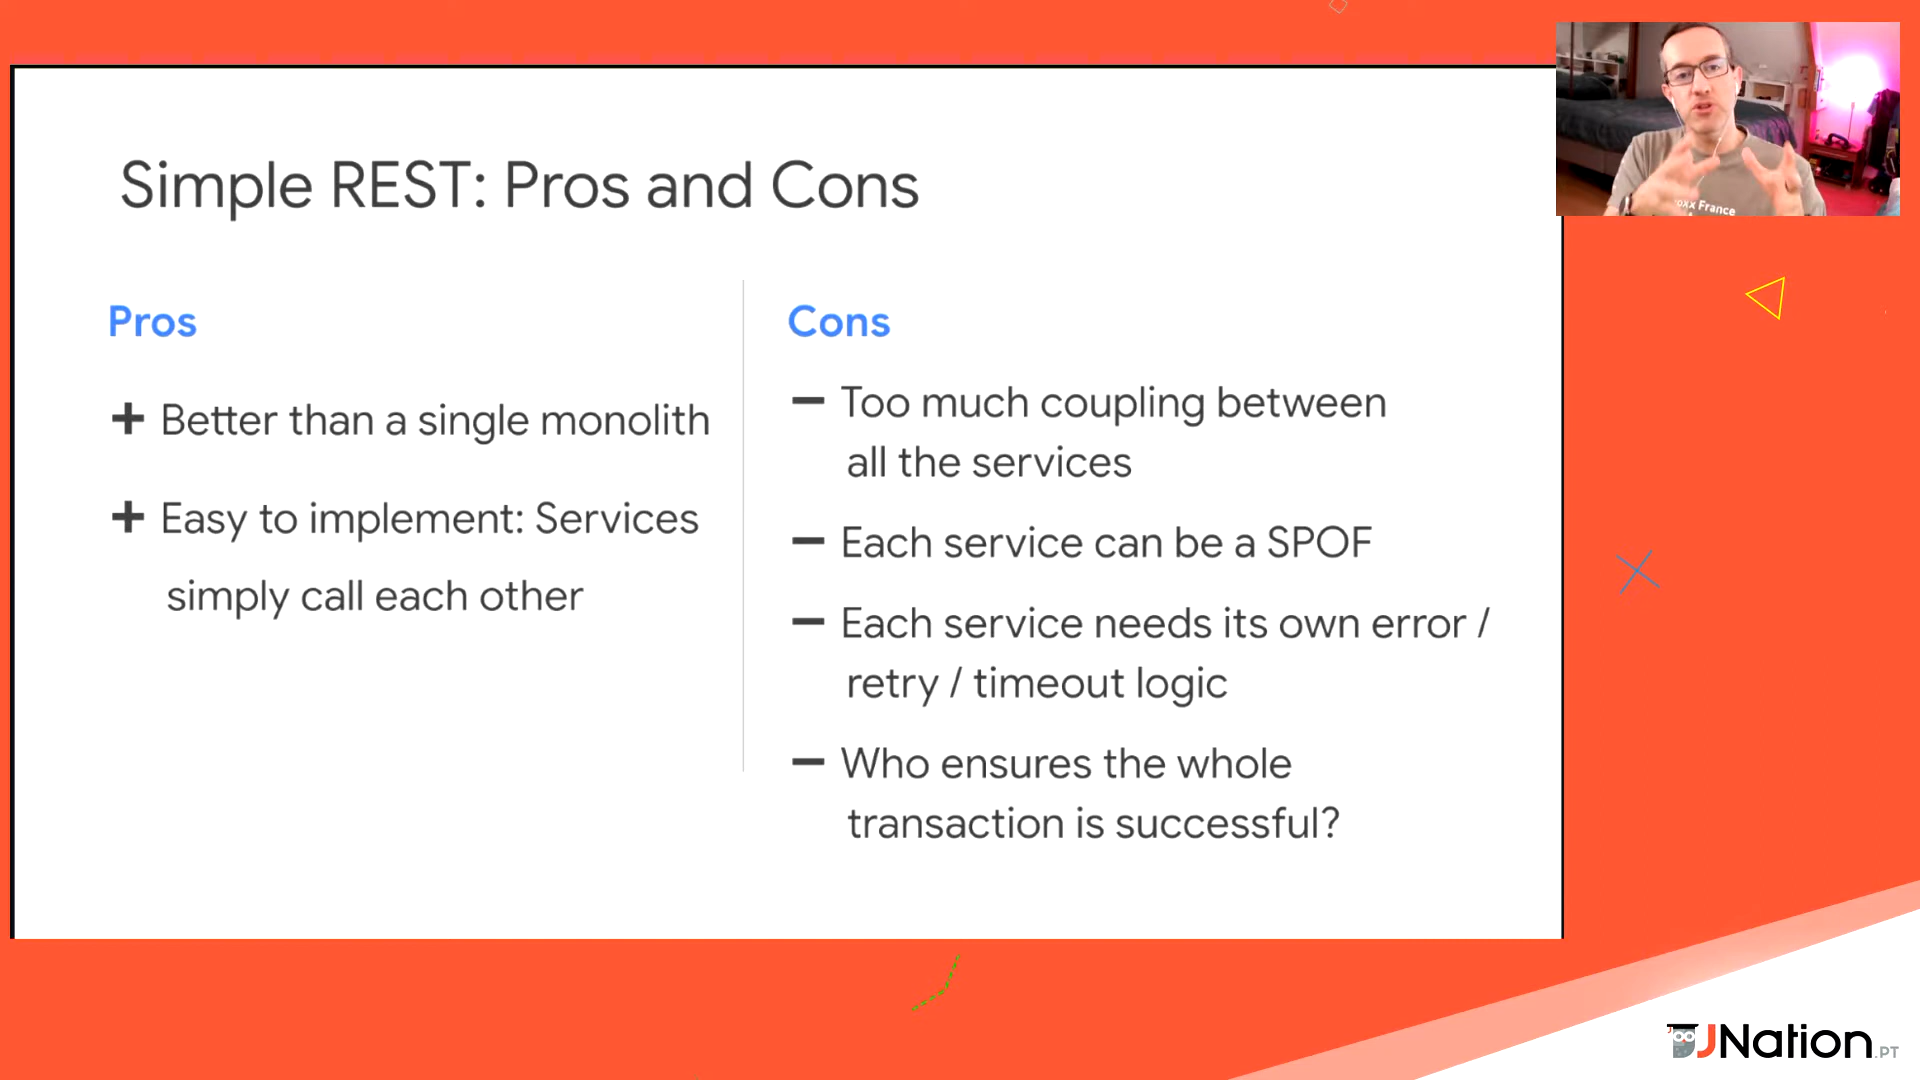 Simple REST: Pros and Cons
Pros
+ Better than a single monolith
+ Easy to implement: Services
simply call each other
Cons
− Too much coupling between
all the services
− Each service can be a SPOF
− Each service needs its own error /
retry / timeout logic
− Who ensures the whole
transaction is successful?
France
JNation.PT